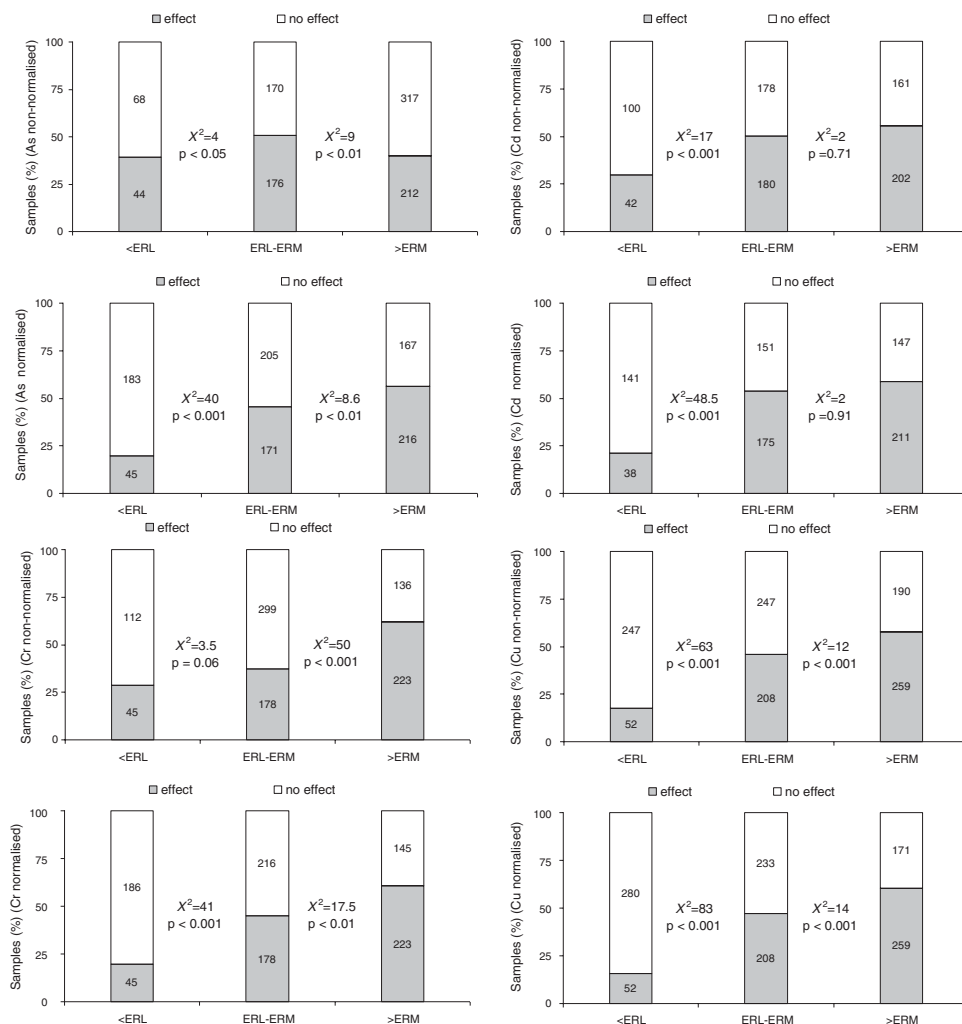 effect no effect
Samples (%) (As non-normalised)
100
75
50
25
0
68 170 317
X²=4 X²=9
p < 0.05 p < 0.01
44 176 212
<ERL ERL-ERM >ERM
effect no effect
Samples (%) (Cd non-normalised)
100
75
50
25
0
100 178 161
X²=17 X²=2
p < 0.001 p =0.71
42 180 202
<ERL ERL-ERM >ERM
effect no effect
Samples (%) (As normalised)
100
75
50
25
0
183 205 167
X²=40 X²=8.6
p < 0.001 p < 0.01
45 171 216
<ERL ERL-ERM >ERM
effect no effect
Samples (%) (Cd normalised)
100
75
50
25
0
141 151 147
X²=48.5 X²=2
p < 0.001 p =0.91
38 175 211
<ERL ERL-ERM >ERM
effect no effect
Samples (%) (Cr non-normalised)
100
75
50
25
0
112 299 136
X²=3.5 X²=50
p = 0.06 p < 0.001
45 178 223
<ERL ERL-ERM >ERM
effect no effect
Samples (%) (Cu non-normalised)
100
75
50
25
0
247 247 190
X²=63 X²=12
p < 0.001 p < 0.001
52 208 259
<ERL ERL-ERM >ERM
effect no effect
Samples (%) (Cr normalised)
100
75
50
25
0
186 216 145
X²=41 X²=17.5
p < 0.001 p < 0.01
45 178 223
<ERL ERL-ERM >ERM
effect no effect
Samples (%) (Cu normalised)
100
75
50
25
0
280 233 171
X²=83 X²=14
p < 0.001 p < 0.001
52 208 259
<ERL ERL-ERM >ERM